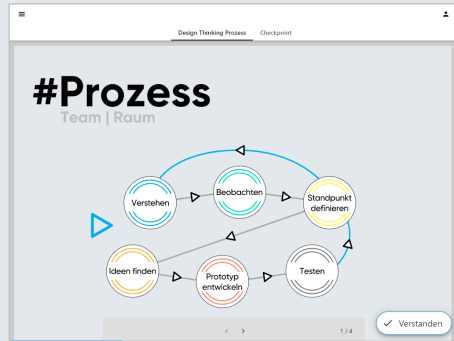 Design Thinking Prozess Checkpoint
#Prozess
Team | Raum
Verstehen
Beobachten
Standpunkt
definieren
Ideen finden
Prototyp
entwickeln
Testen
1 / 4
Verstanden